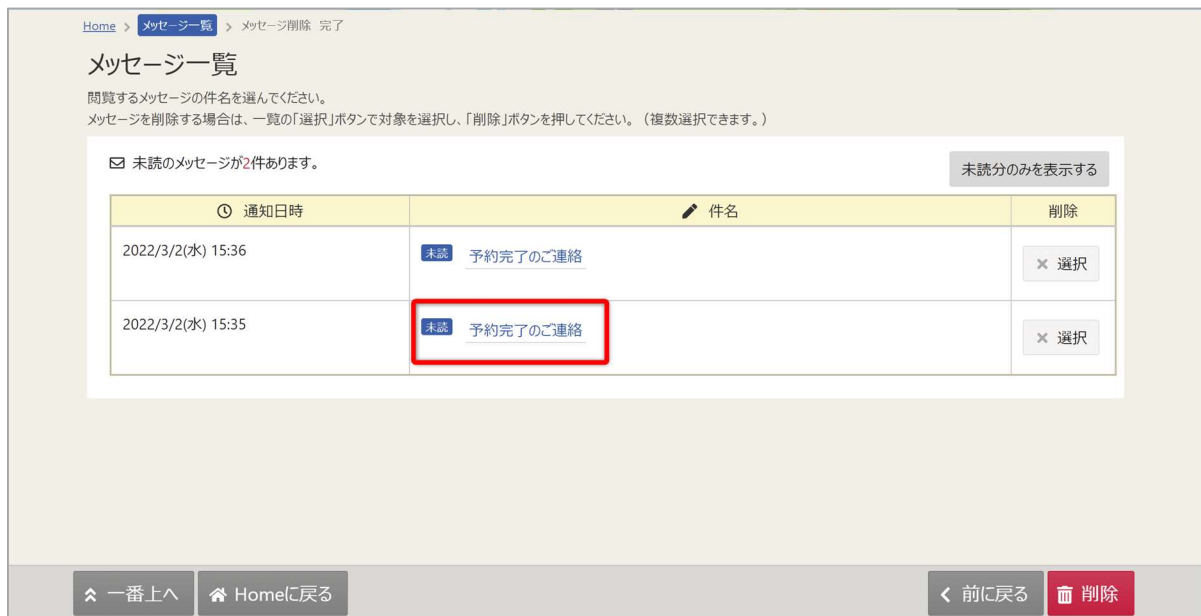 Home > メッセージ一覧 > メッセージ削除 完了
メッセージ一覧
閲覧するメッセージの件名を選んでください。
メッセージを削除する場合は、一覧の「選択」ボタンで対象を選択し、「削除」ボタンを押してください。（複数選択できます。）
未読のメッセージが2件あります。
未読分のみを表示する
通知日時 件名 削除
2022/3/2(水) 15:36 未読 予約完了のご連絡 × 選択
2022/3/2(水) 15:35 未読 予約完了のご連絡 × 選択
一番上へ Homeに戻る 前に戻る 削除